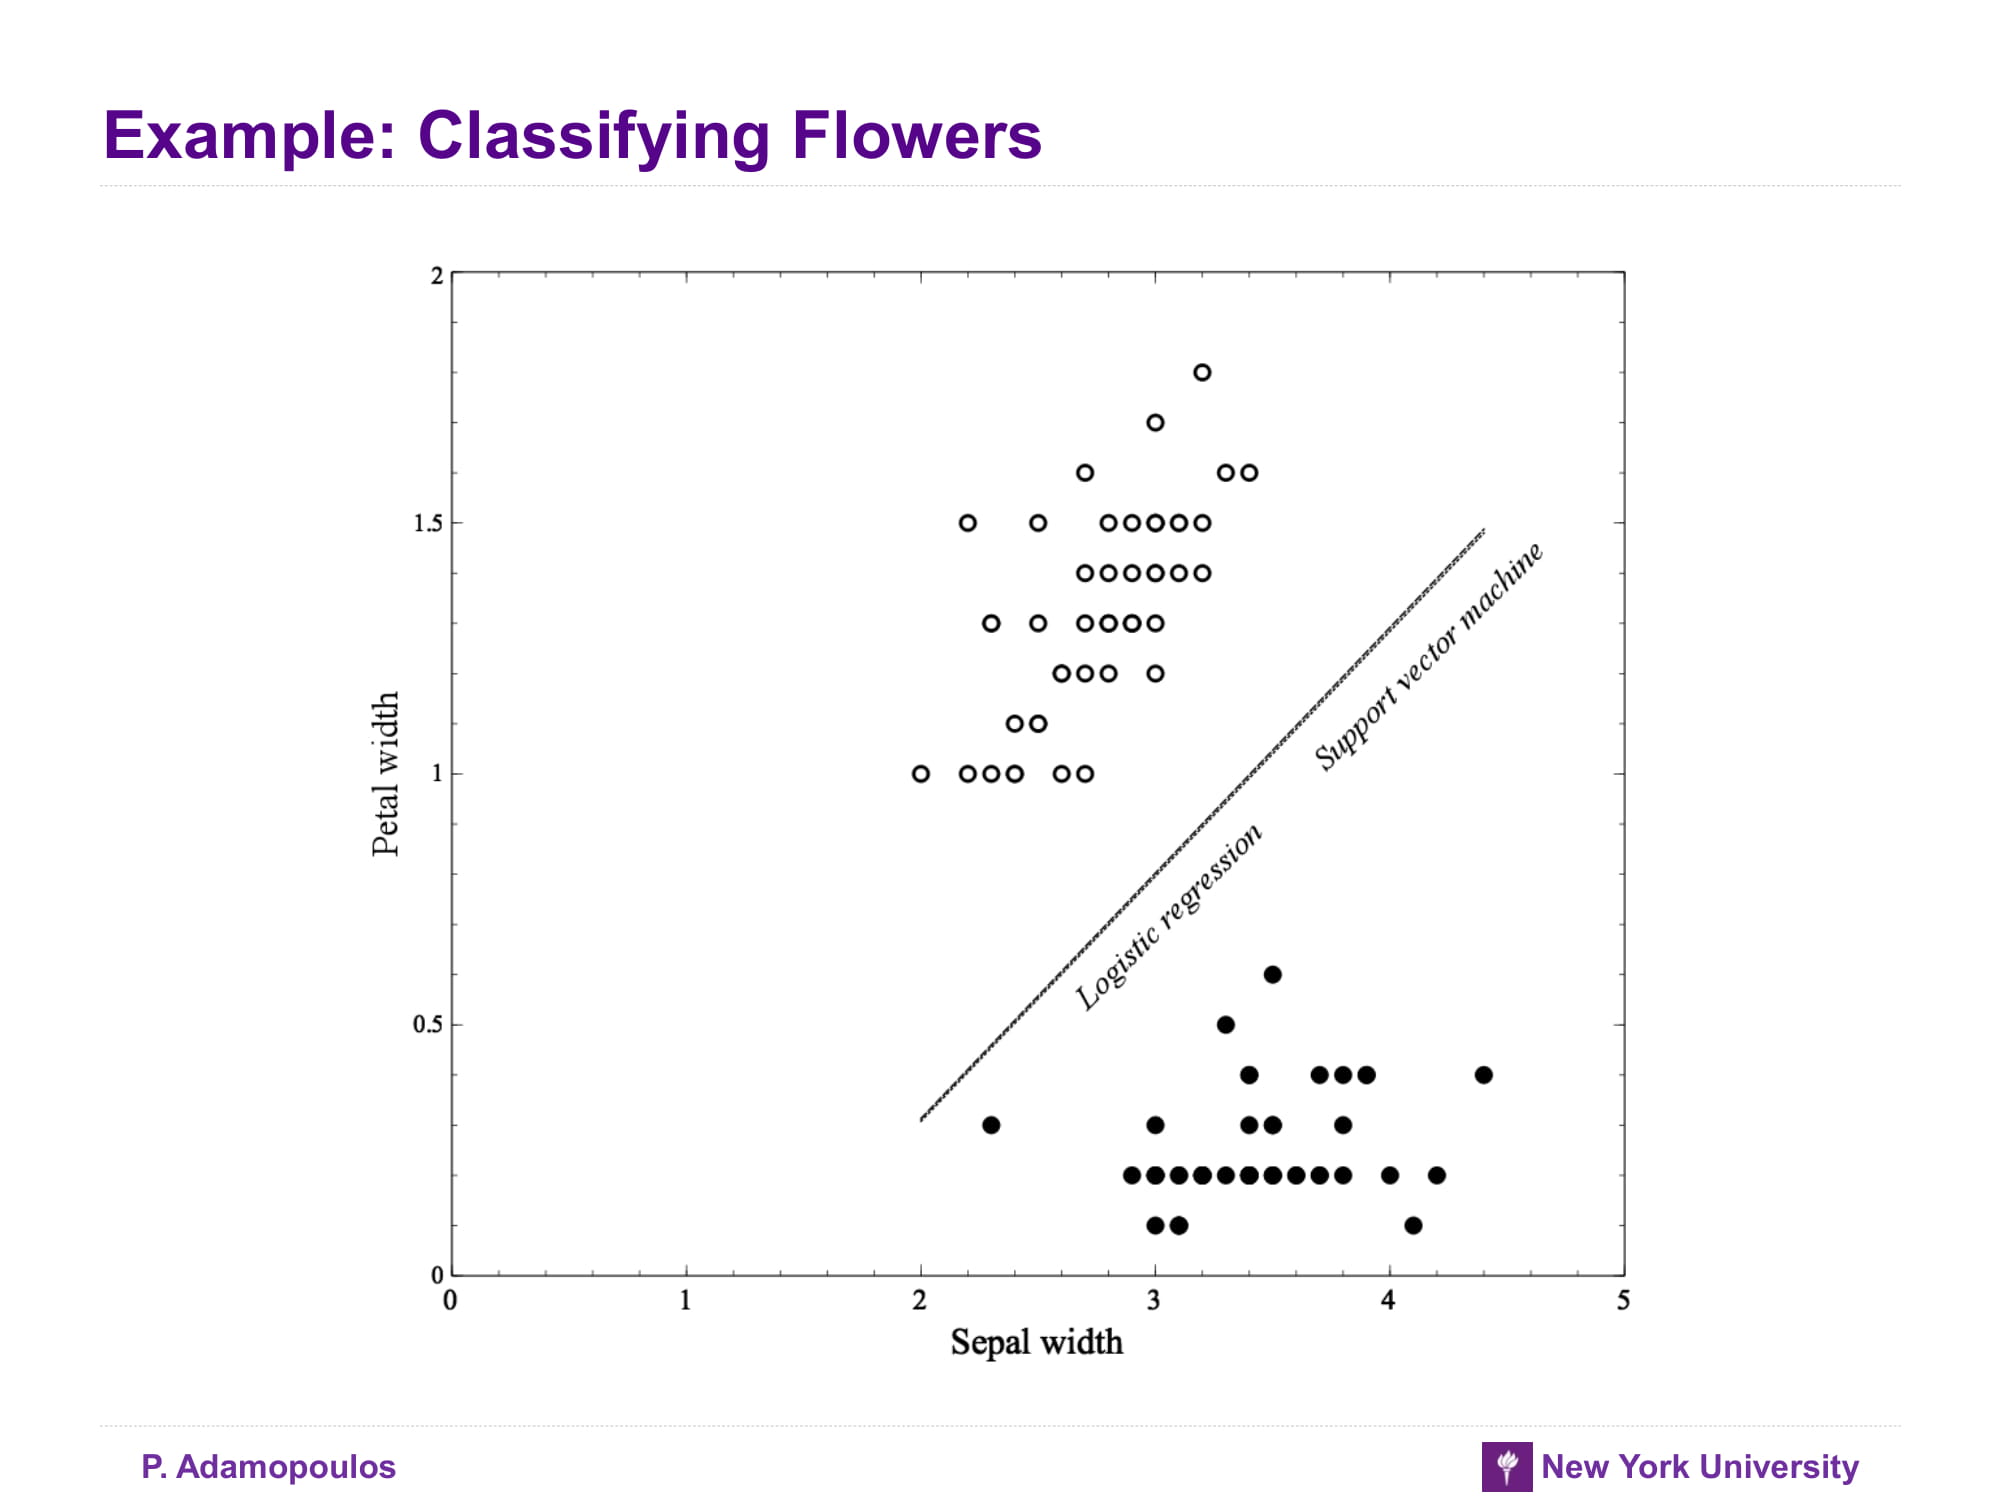 Example: Classifying Flowers
2
1.5
1
0.5
0
Petal width
Support vector machine
Logistic regression
0 1 2 3 4 5
Sepal width
P. Adamopoulos
New York University